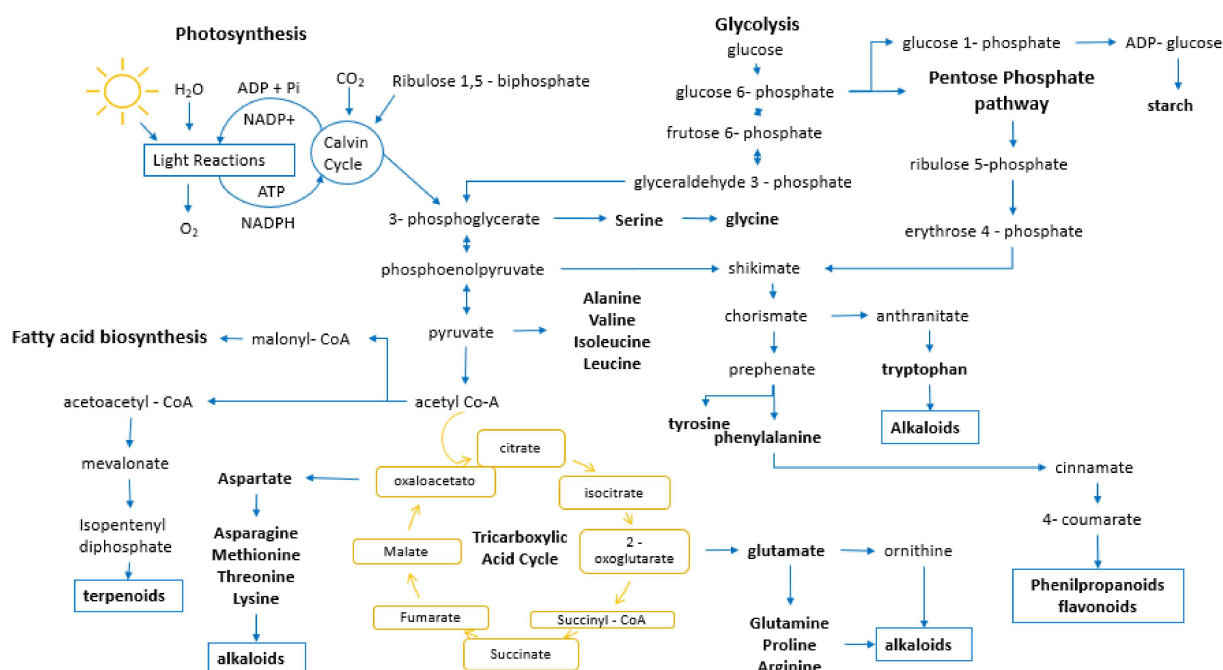 Photosynthesis
H2O
ADP + Pi
NADP+
CO2
Ribulose 1,5 - biphosphate
Light Reactions
Calvin
Cycle
ATP
NADPH
O2
Glycolysis
glucose
glucose 6- phosphate
frutose 6- phosphate
glyceraldehyde 3 - phosphate
glucose 1- phosphate
ADP- glucose
starch
Pentose Phosphate
pathway
ribulose 5-phosphate
erythrose 4 - phosphate
3- phosphoglycerate
Serine
glycine
phosphoenolpyruvate
shikimate
pyruvate
Alanine
Valine
Isoleucine
Leucine
chorismate
anthranitate
tryptophan
Alkaloids
prephenate
tyrosine
phenylalanine
cinnamate
4- coumarate
Phenilpropanoids
flavonoids
Fatty acid biosynthesis
malonyl- CoA
acetyl Co-A
acetoacetyl - CoA
mevalonate
Isopentenyl
diphosphate
terpenoids
Aspartate
Asparagine
Methionine
Threonine
Lysine
alkaloids
Tricarboxylic
Acid Cycle
citrate
isocitrate
2 -
oxoglutarate
Succinyl - CoA
Succinate
Fumarate
Malate
oxaloacetato
glutamate
ornithine
Glutamine
Proline
Arginine
alkaloids